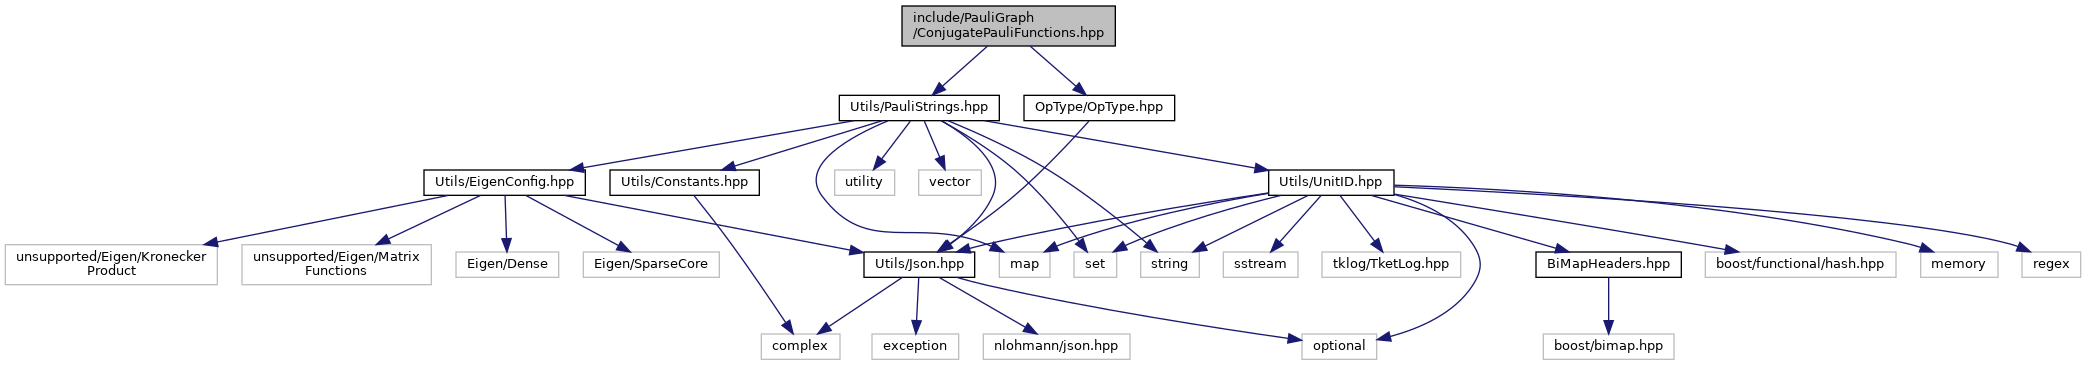 include/PauliGraph
/ConjugatePauliFunctions.hpp
Utils/PauliStrings.hpp
OpType/OpType.hpp
Utils/EigenConfig.hpp
Utils/Constants.hpp
utility
vector
Utils/UnitID.hpp
unsupported/Eigen/Kronecker
Product
unsupported/Eigen/Matrix
Functions
Eigen/Dense
Eigen/SparseCore
Utils/Json.hpp
map
set
string
sstream
tklog/TketLog.hpp
BiMapHeaders.hpp
boost/functional/hash.hpp
memory
regex
complex
exception
nlohmann/json.hpp
optional
boost/bimap.hpp